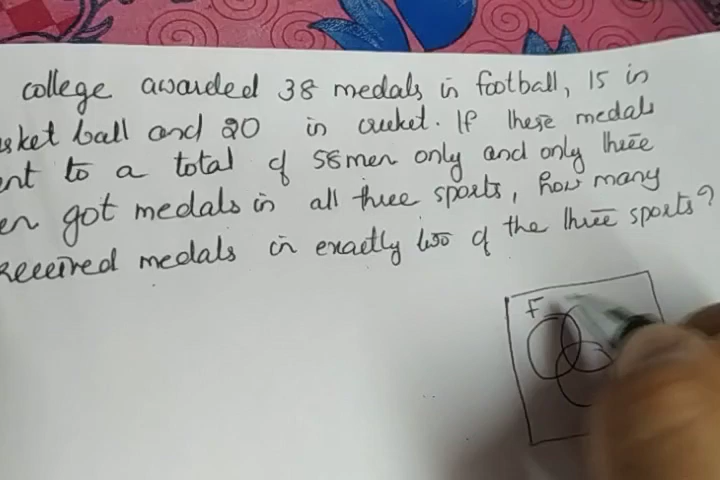 college awarded 38 medals in football, 15 in
sket ball and 20 in cricket. If these medals
ent to a total of 58 men only and only three
en got medals in all three sports, how many
received medals in exactly two of the three sports?
F